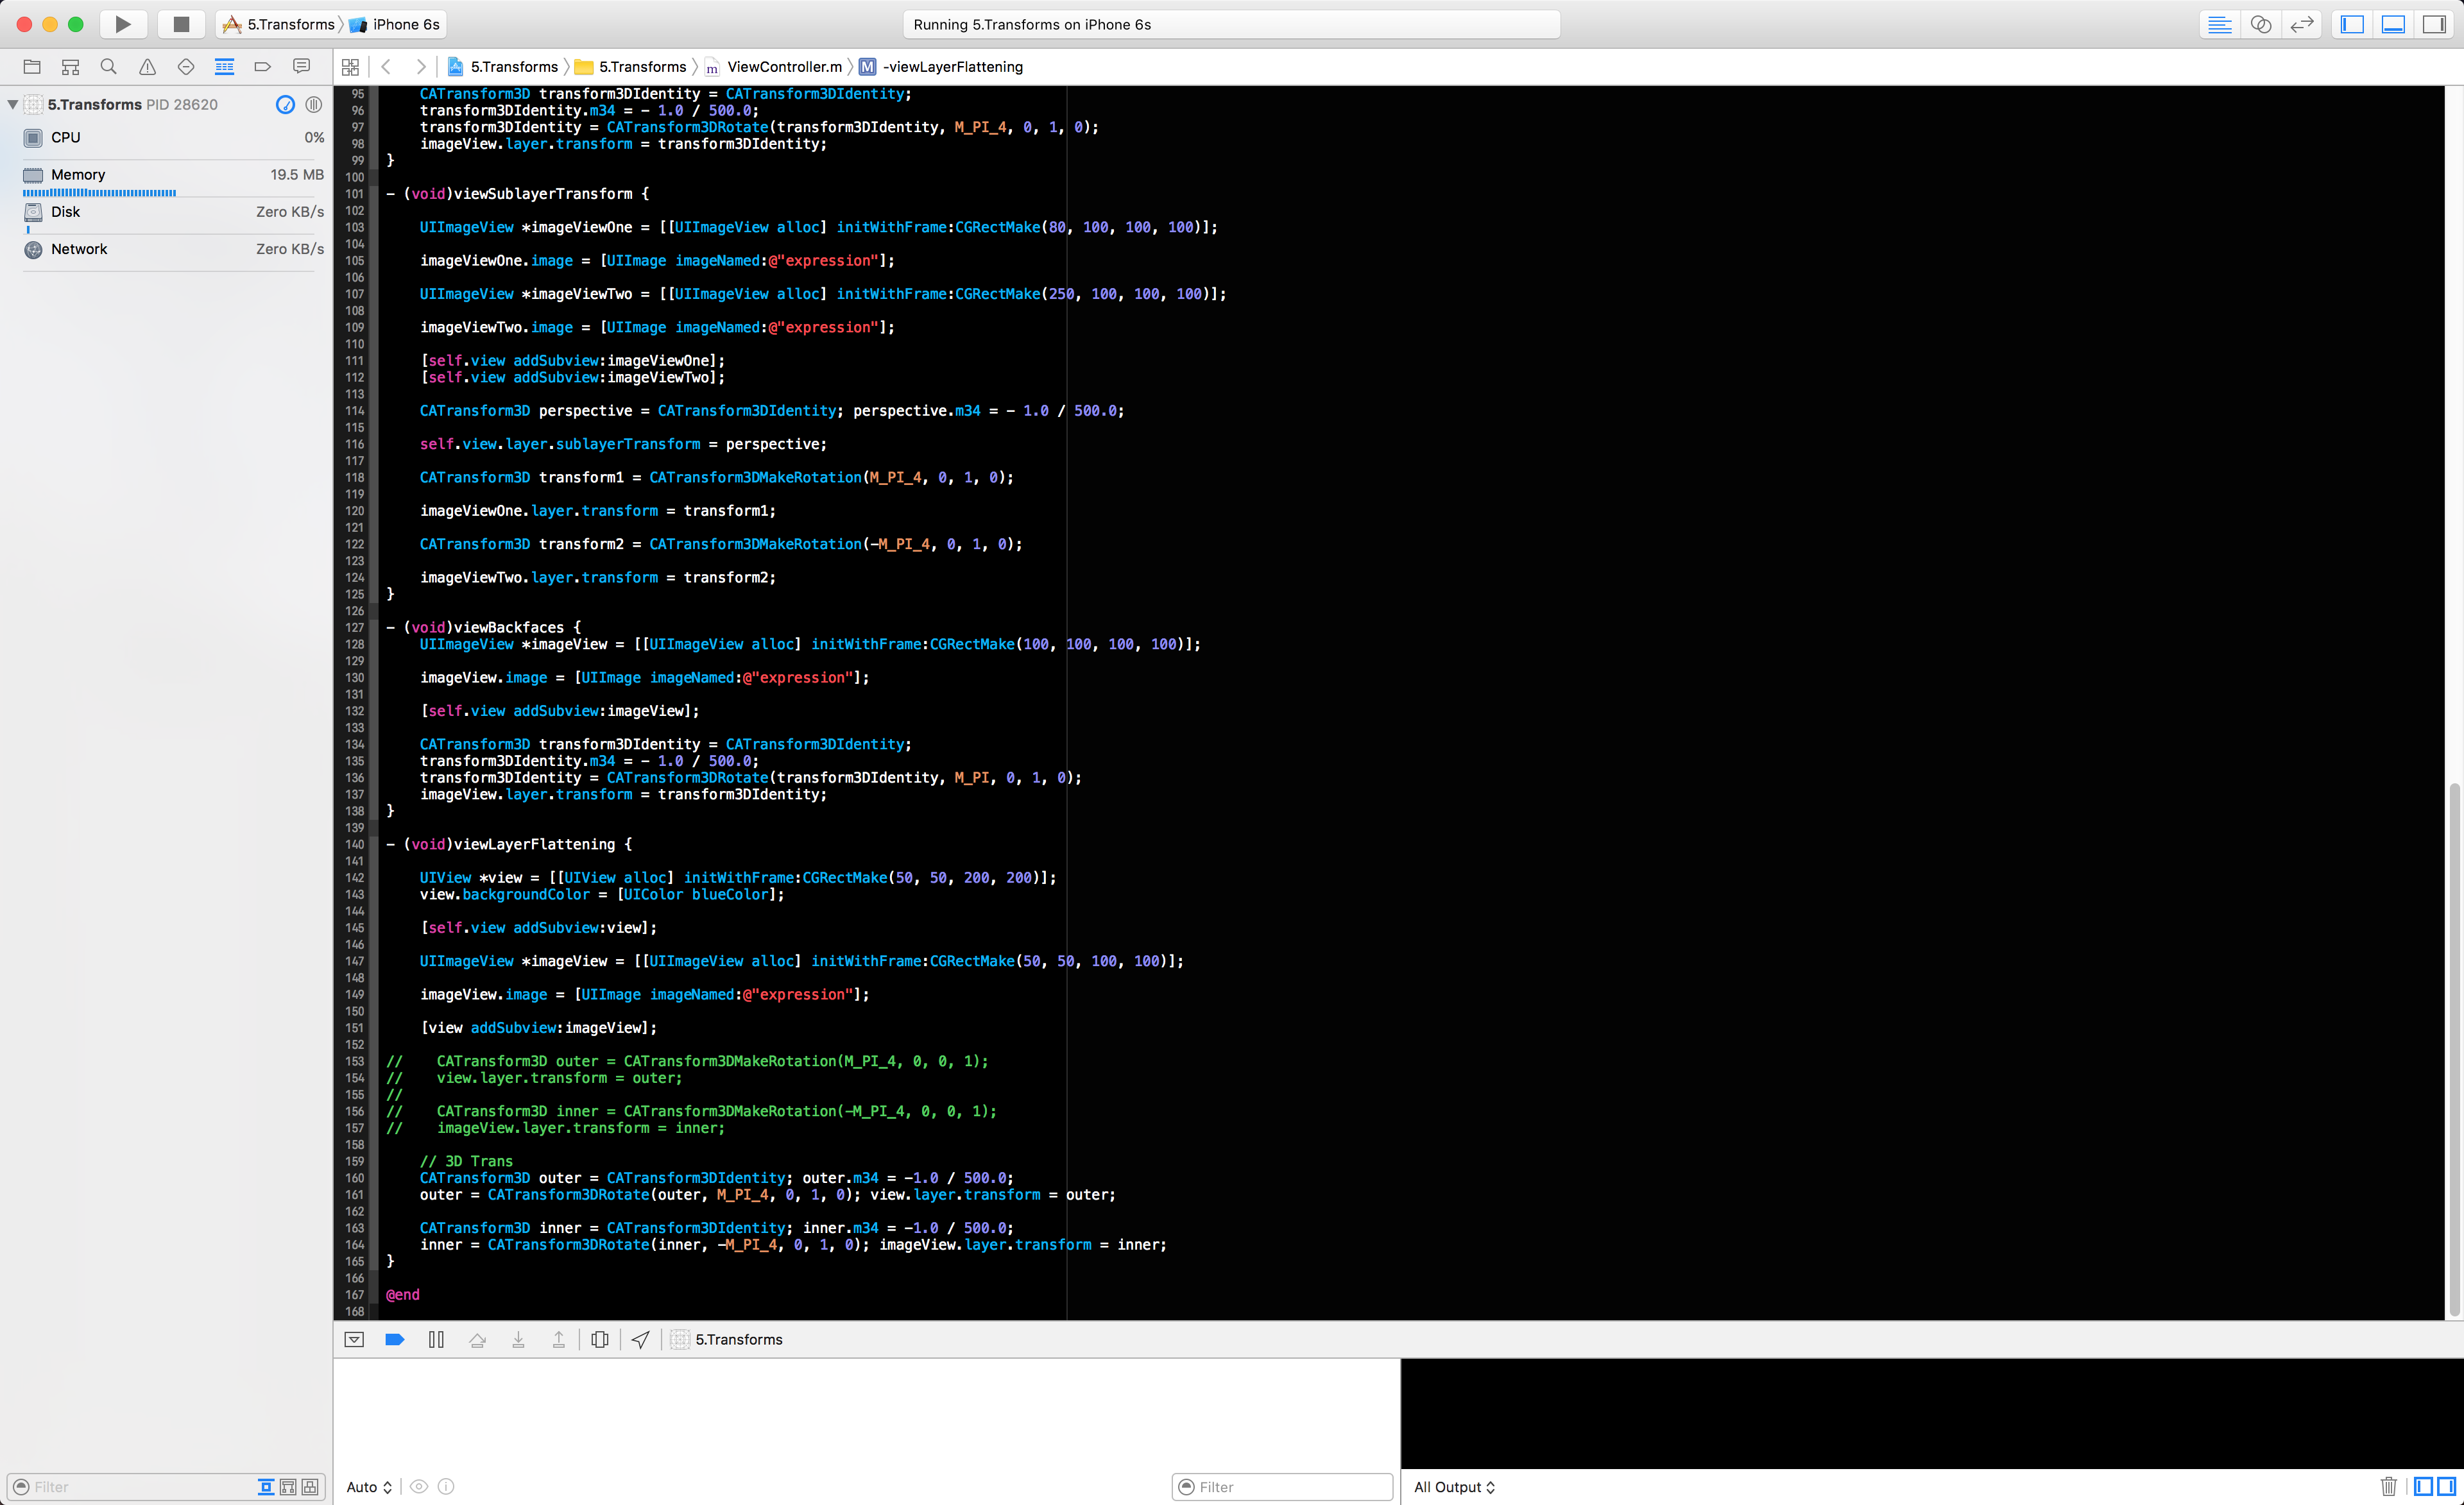 5.Transforms 〉 iPhone 6s
Running 5.Transforms on iPhone 6s
5.Transforms 〉 5.Transforms 〉 m ViewController.m 〉 M -viewLayerFlattening
5.Transforms PID 28620
CPU 0%
Memory 19.5 MB
Disk Zero KB/s
Network Zero KB/s
95     CATransform3D transform3DIdentity = CATransform3DIdentity;
96     transform3DIdentity.m34 = - 1.0 / 500.0;
97     transform3DIdentity = CATransform3DRotate(transform3DIdentity, M_PI_4, 0, 1, 0);
98     imageView.layer.transform = transform3DIdentity;
99 }
100
101 - (void)viewSublayerTransform {
102
103     UIImageView *imageViewOne = [[UIImageView alloc] initWithFrame:CGRectMake(80, 100, 100, 100)];
104
105     imageViewOne.image = [UIImage imageNamed:@"expression"];
106
107     UIImageView *imageViewTwo = [[UIImageView alloc] initWithFrame:CGRectMake(250, 100, 100, 100)];
108
109     imageViewTwo.image = [UIImage imageNamed:@"expression"];
110
111     [self.view addSubview:imageViewOne];
112     [self.view addSubview:imageViewTwo];
113
114     CATransform3D perspective = CATransform3DIdentity; perspective.m34 = - 1.0 / 500.0;
115
116     self.view.layer.sublayerTransform = perspective;
117
118     CATransform3D transform1 = CATransform3DMakeRotation(M_PI_4, 0, 1, 0);
119
120     imageViewOne.layer.transform = transform1;
121
122     CATransform3D transform2 = CATransform3DMakeRotation(-M_PI_4, 0, 1, 0);
123
124     imageViewTwo.layer.transform = transform2;
125 }
126
127 - (void)viewBackfaces {
128     UIImageView *imageView = [[UIImageView alloc] initWithFrame:CGRectMake(100, 100, 100, 100)];
129
130     imageView.image = [UIImage imageNamed:@"expression"];
131
132     [self.view addSubview:imageView];
133
134     CATransform3D transform3DIdentity = CATransform3DIdentity;
135     transform3DIdentity.m34 = - 1.0 / 500.0;
136     transform3DIdentity = CATransform3DRotate(transform3DIdentity, M_PI, 0, 1, 0);
137     imageView.layer.transform = transform3DIdentity;
138 }
139
140 - (void)viewLayerFlattening {
141
142     UIView *view = [[UIView alloc] initWithFrame:CGRectMake(50, 50, 200, 200)];
143     view.backgroundColor = [UIColor blueColor];
144
145     [self.view addSubview:view];
146
147     UIImageView *imageView = [[UIImageView alloc] initWithFrame:CGRectMake(50, 50, 100, 100)];
148
149     imageView.image = [UIImage imageNamed:@"expression"];
150
151     [view addSubview:imageView];
152
153 //    CATransform3D outer = CATransform3DMakeRotation(M_PI_4, 0, 0, 1);
154 //    view.layer.transform = outer;
155 //
156 //    CATransform3D inner = CATransform3DMakeRotation(-M_PI_4, 0, 0, 1);
157 //    imageView.layer.transform = inner;
158
159     // 3D Trans
160     CATransform3D outer = CATransform3DIdentity; outer.m34 = -1.0 / 500.0;
161     outer = CATransform3DRotate(outer, M_PI_4, 0, 1, 0); view.layer.transform = outer;
162
163     CATransform3D inner = CATransform3DIdentity; inner.m34 = -1.0 / 500.0;
164     inner = CATransform3DRotate(inner, -M_PI_4, 0, 1, 0); imageView.layer.transform = inner;
165 }
166
167 @end
168
5.Transforms
Filter
Auto
Filter
All Output